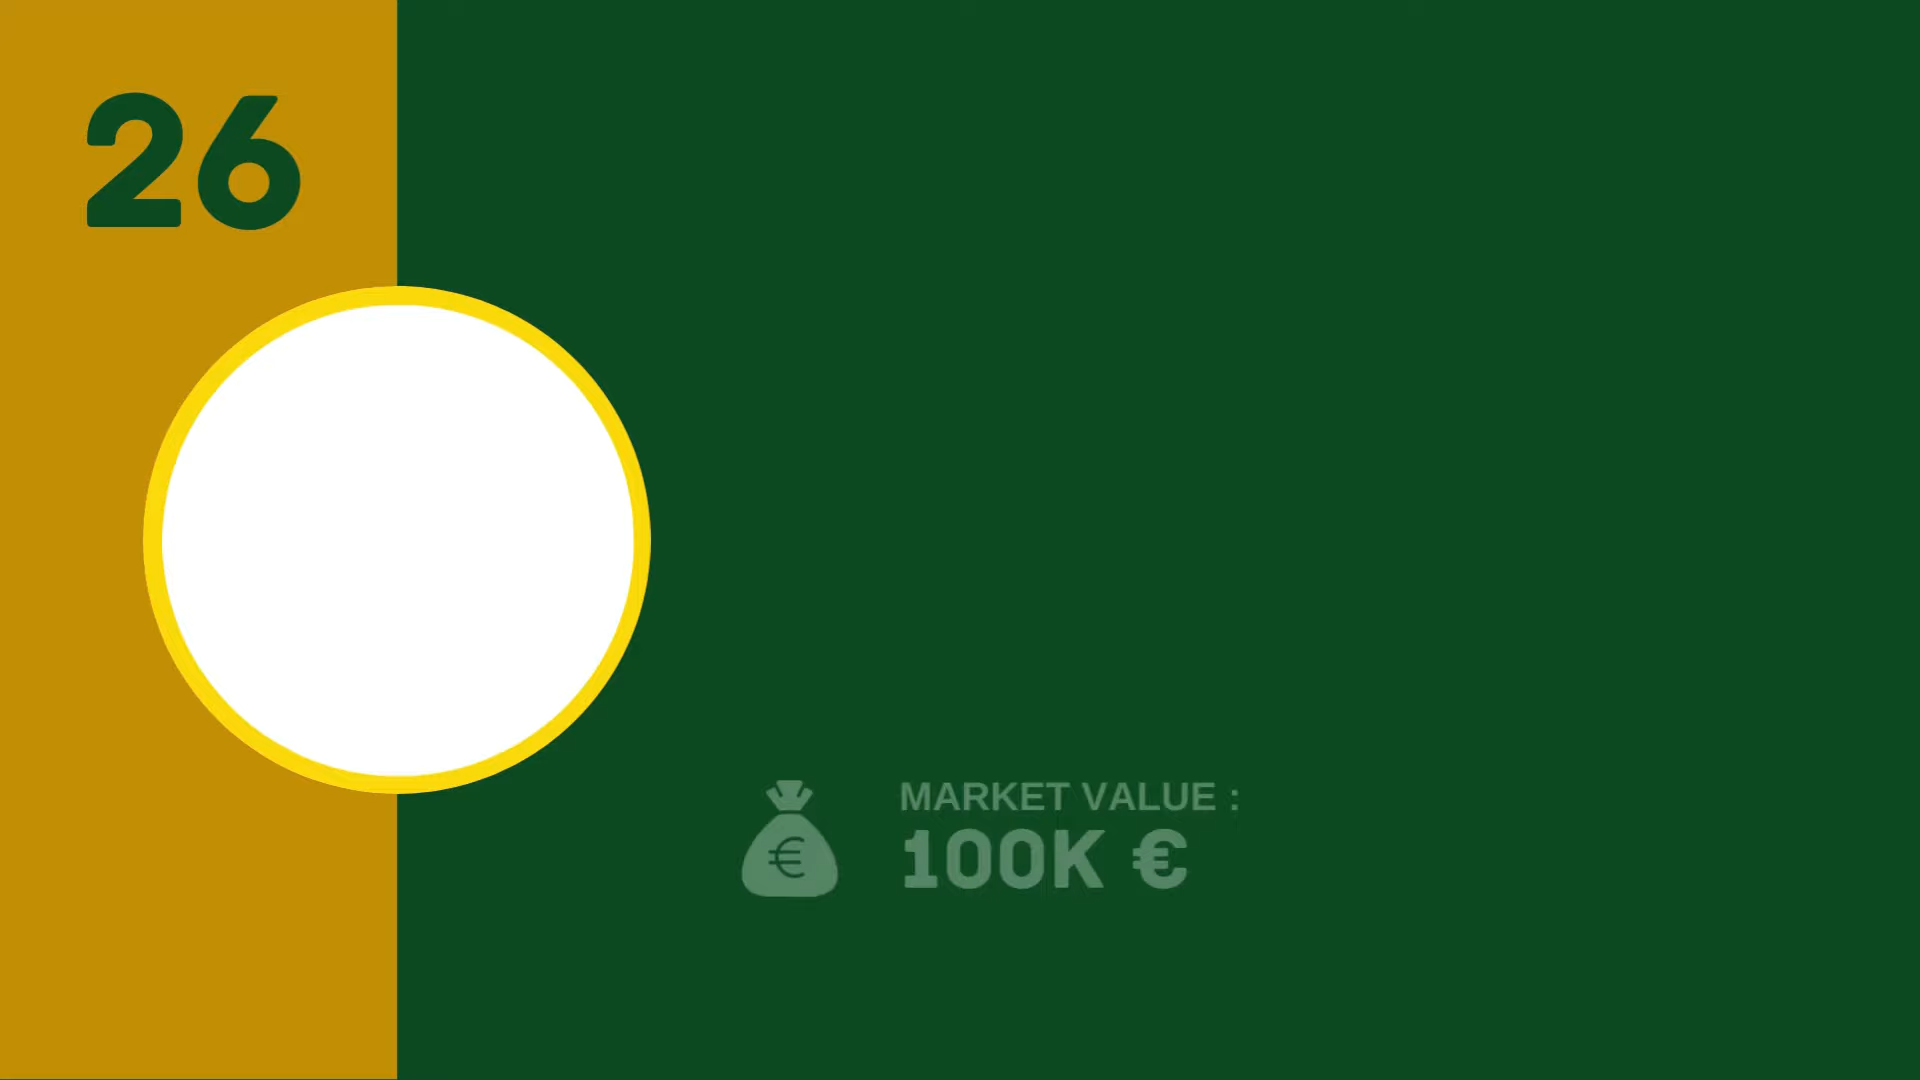 26
MARKET VALUE :
100K €
€